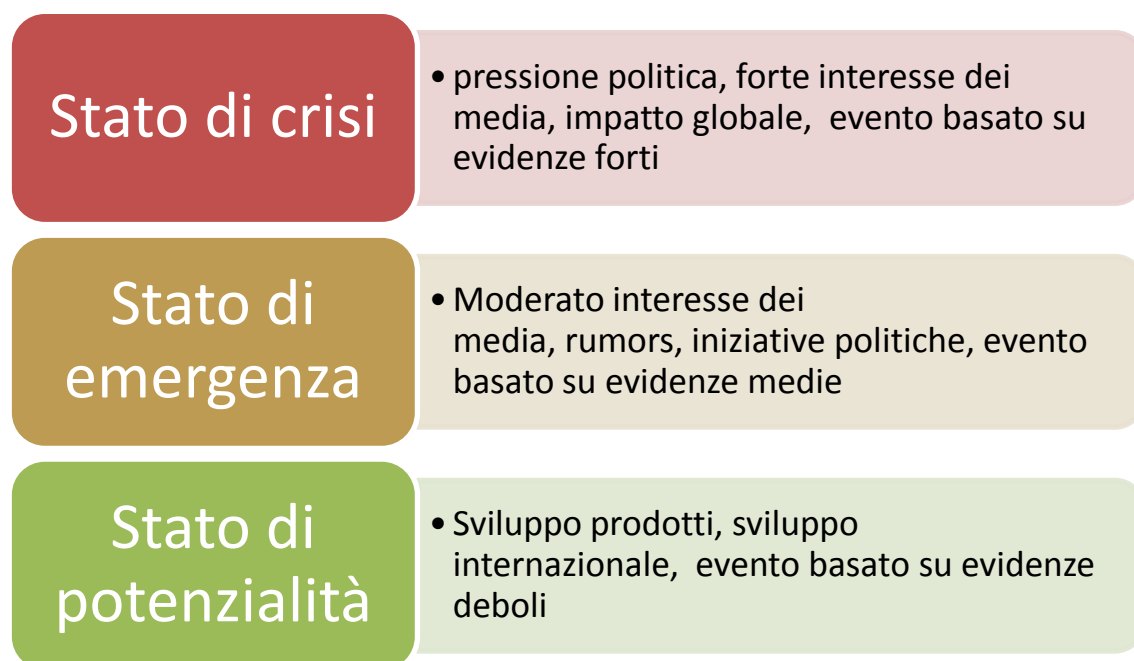 Stato di crisi
• pressione politica, forte interesse dei
media, impatto globale, evento basato su
evidenze forti
Stato di
emergenza
• Moderato interesse dei
media, rumors, iniziative politiche, evento
basato su evidenze medie
Stato di
potenzialità
• Sviluppo prodotti, sviluppo
internazionale, evento basato su evidenze
deboli